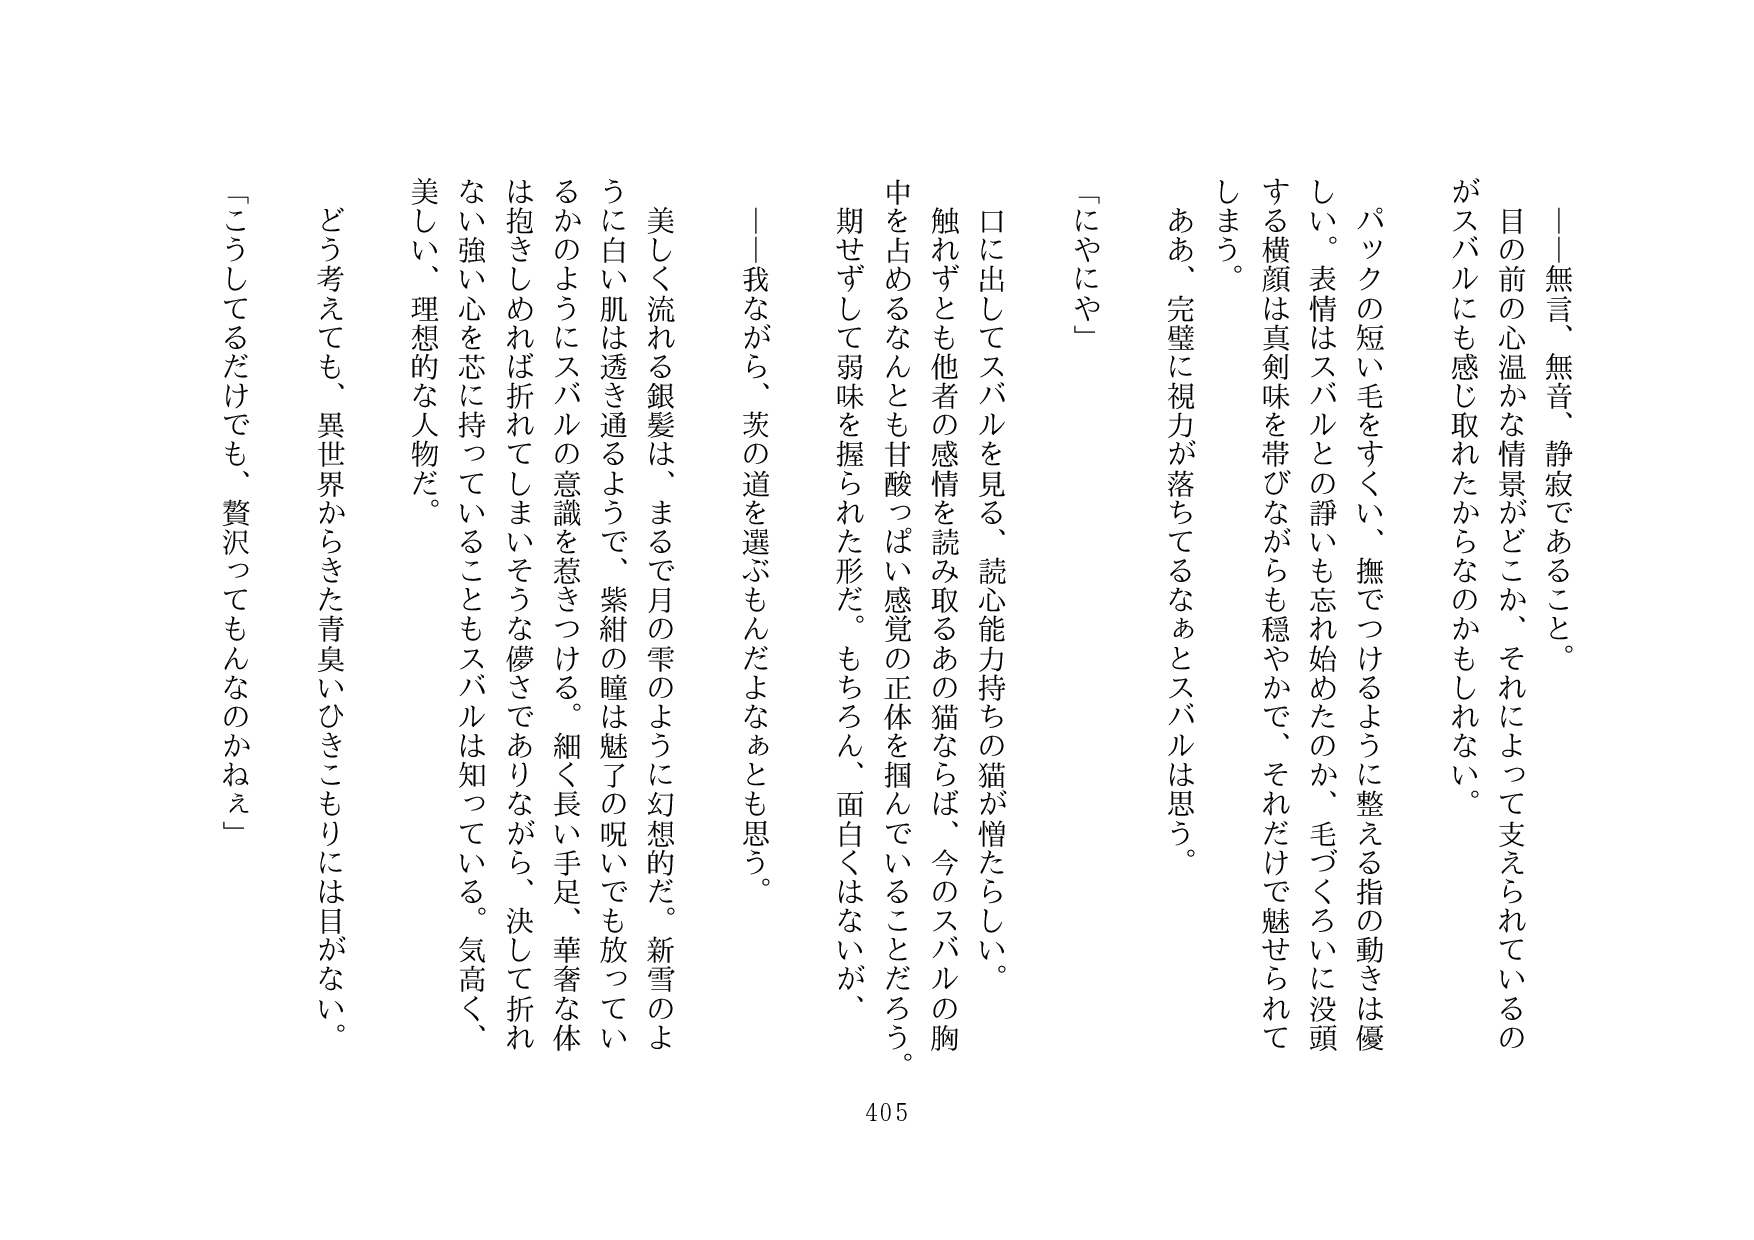 ――無言、無音、静寂であること。
目の前の心温かな情景がどこか、それによって支えられているの
がスバルにも感じ取れたからなのかもしれない。
パックの短い毛をすくい、撫でつけるように整える指の動きは優
しい。表情はスバルとの諍いも忘れ始めたのか、毛づくろいに没頭
する横顔は真剣味を帯びながらも穏やかで、それだけで魅せられて
しまう。
ああ、完璧に視力が落ちてるなぁとスバルは思う。
「にやにや」
口に出してスバルを見る、読心能力持ちの猫が憎たらしい。
触れずとも他者の感情を読み取るあの猫ならば、今のスバルの胸
中を占めるなんとも甘酸っぱい感覚の正体を掴んでいることだろう。
期せずして弱味を握られた形だ。もちろん、面白くはないが、
――我ながら、茨の道を選ぶもんだよなぁとも思う。
美しく流れる銀髪は、まるで月の雫のように幻想的だ。新雪のよ
うに白い肌は透き通るようで、紫紺の瞳は魅了の呪いでも放ってい
るかのようにスバルの意識を惹きつける。細く長い手足、華奢な体
は抱きしめれば折れてしまいそうな儚さでありながら、決して折れ
ない強い心を芯に持っていることもスバルは知っている。気高く、
美しい、理想的な人物だ。
どう考えても、異世界からきた青臭いひきこもりには目がない。
「こうしてるだけでも、贅沢ってもんなのかねぇ」
405